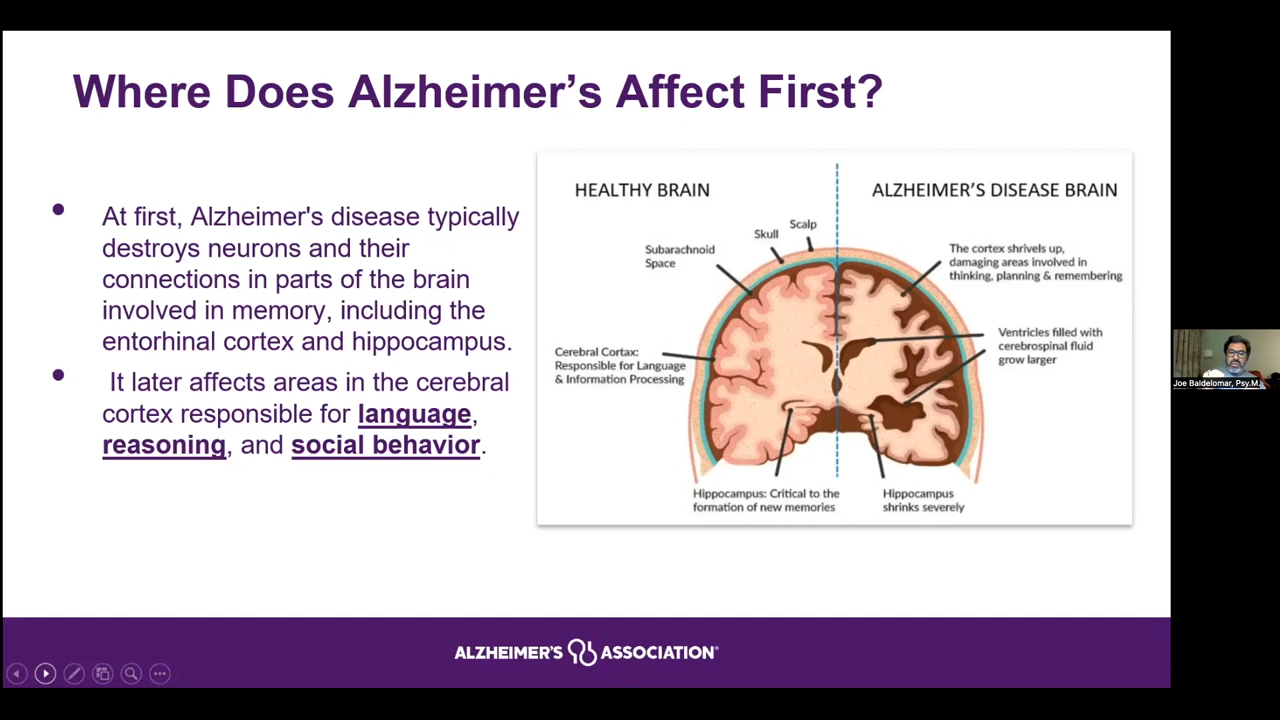 Where Does Alzheimer's Affect First?
At first, Alzheimer's disease typically
destroys neurons and their
connections in parts of the brain
involved in memory, including the
entorhinal cortex and hippocampus.
It later affects areas in the cerebral
cortex responsible for language,
reasoning, and social behavior.
HEALTHY BRAIN
ALZHEIMER'S DISEASE BRAIN
Scalp
Skull
Subarachnoid
Space
The cortex shrivels up,
damaging areas involved in
thinking, planning & remembering
Cerebral Cortax:
Responsible for Language
& Information Processing
Ventricles filled with
cerebrospinal fluid
grow larger
Hippocampus: Critical to the
formation of new memories
Hippocampus
shrinks severely
ALZHEIMER'S ASSOCIATION®
Joe Baldelomar, Psy.M.